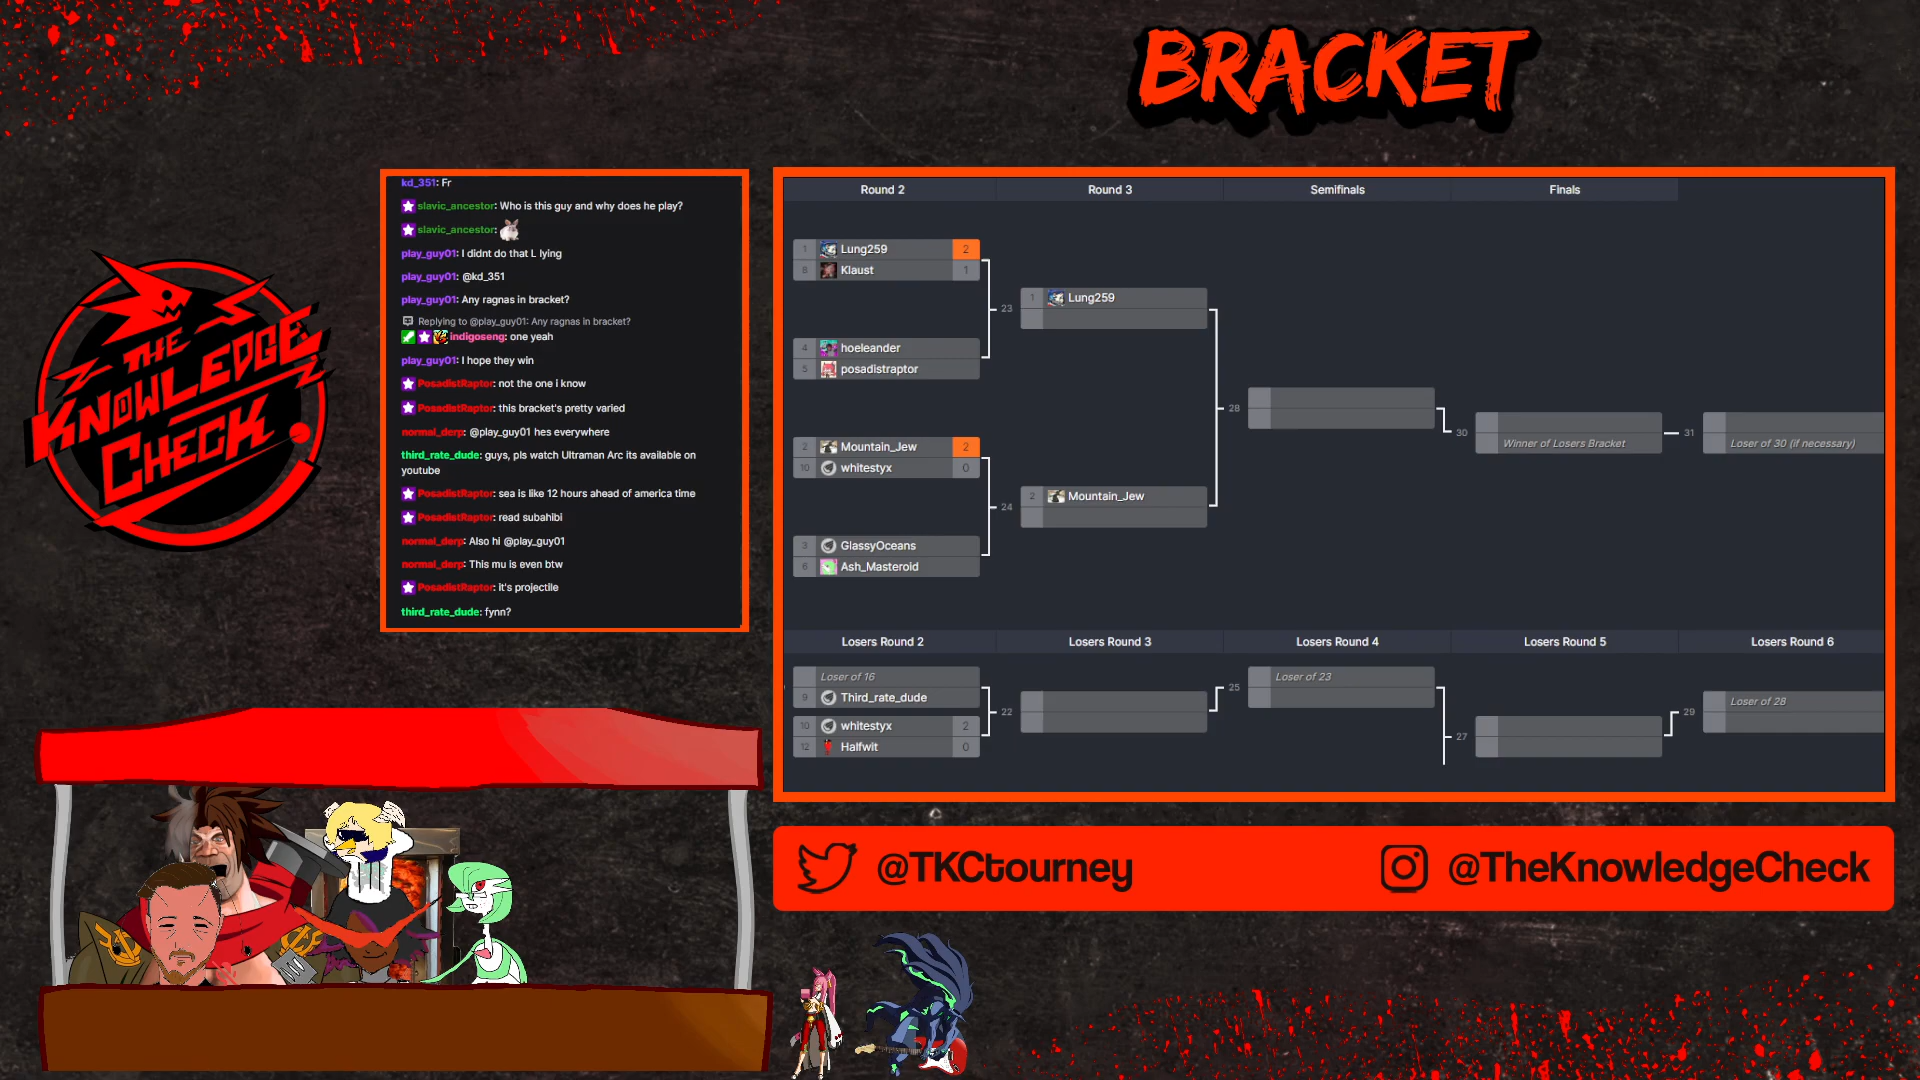 BRACKET
THE
KNOWLEDGE
CHECK
kd_351: Fr
slavic_ancestor: Who is this guy and why does he play?
slavic_ancestor:
play_guy01: I didnt do that L lying
play_guy01: @kd_351
play_guy01: Any ragnas in bracket?
Replying to @play_guy01: Any ragnas in bracket?
indigoseng: one yeah
play_guy01: I hope they win
PosadistRaptor: not the one i know
PosadistRaptor: this bracket's pretty varied
normal_derp: @play_guy01 hes everywhere
third_rate_dude: guys, pls watch Ultraman Arc its available on
youtube
PosadistRaptor: sea is like 12 hours ahead of america time
PosadistRaptor: read subahibi
normal_derp: Also hi @play_guy01
normal_derp: This mu is even btw
PosadistRaptor: it's projectile
third_rate_dude: fynn?
Round 2 Round 3 Semifinals Finals
1 Lung259 2
8 Klaust 1
23
1 Lung259
4 hoeleander
5 posadistraptor
28
30
Winner of Losers Bracket
31
Loser of 30 (if necessary)
2 Mountain_Jew 2
10 whitestyx 0
24
2 Mountain_Jew
3 GlassyOceans
6 Ash_Masteroid
Losers Round 2 Losers Round 3 Losers Round 4 Losers Round 5 Losers Round 6
Loser of 16
9 Third_rate_dude
22
10 whitestyx 2
12 Halfwit 0
25
Loser of 23
27
29
Loser of 28
@TKCtourney
@TheKnowledgeCheck